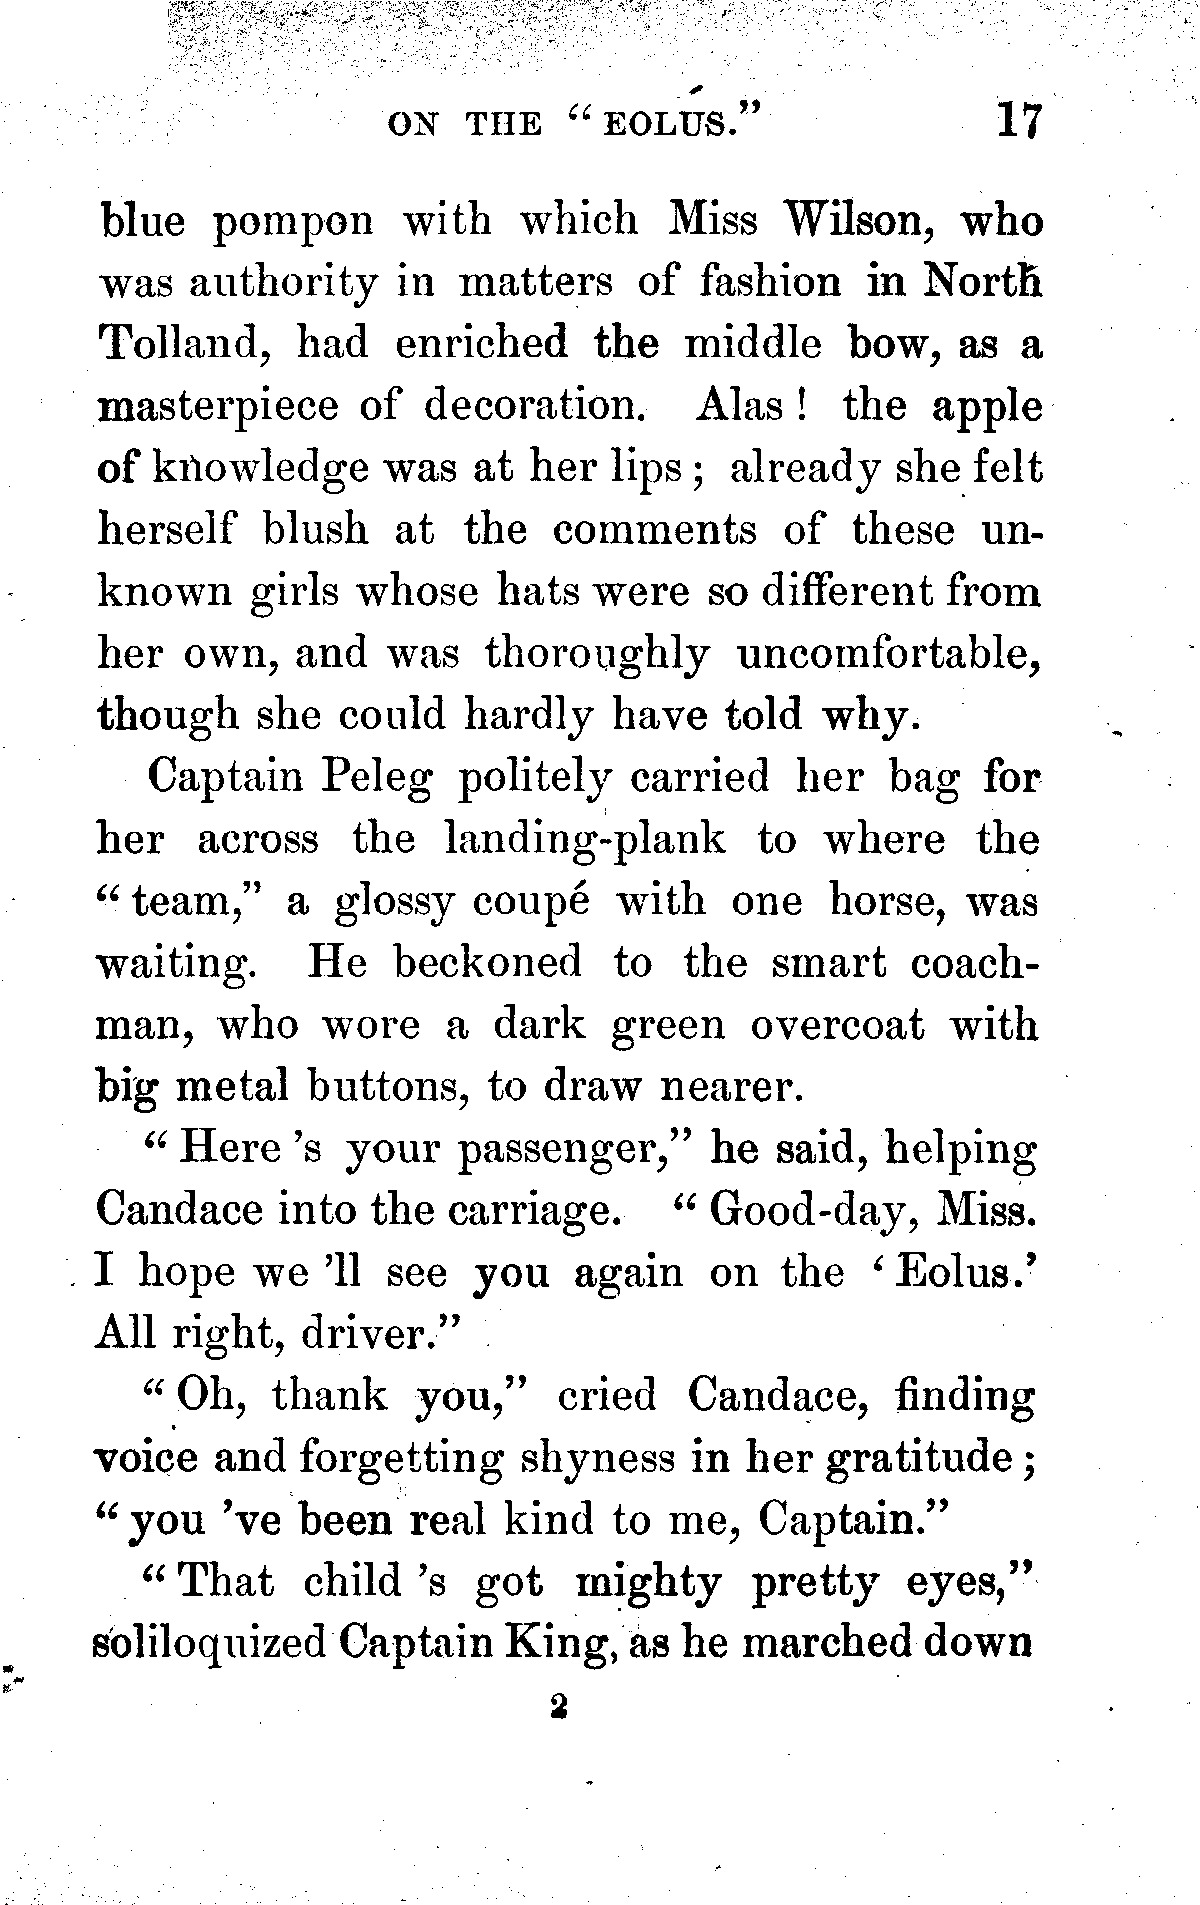 ON THE "EOLUS." 17
blue pompon with which Miss Wilson, who
was authority in matters of fashion in North
Tolland, had enriched the middle bow, as a
masterpiece of decoration. Alas! the apple
of knowledge was at her lips; already she felt
herself blush at the comments of these un-
known girls whose hats were so different from
her own, and was thoroughly uncomfortable,
though she could hardly have told why.
Captain Peleg politely carried her bag for
her across the landing-plank to where the
"team," a glossy coupé with one horse, was
waiting. He beckoned to the smart coach-
man, who wore a dark green overcoat with
big metal buttons, to draw nearer.
"Here 's your passenger," he said, helping
Candace into the carriage. "Good-day, Miss.
I hope we 'll see you again on the 'Eolus.'
All right, driver."
"Oh, thank you," cried Candace, finding
voice and forgetting shyness in her gratitude;
"you 've been real kind to me, Captain."
"That child 's got mighty pretty eyes,"
soliloquized Captain King, as he marched down
2